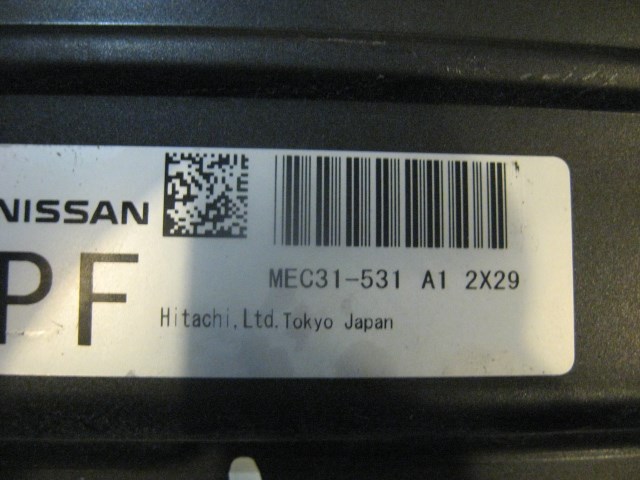 NISSAN
PF
MEC31-531 A1 2X29
Hitachi,Ltd.Tokyo Japan